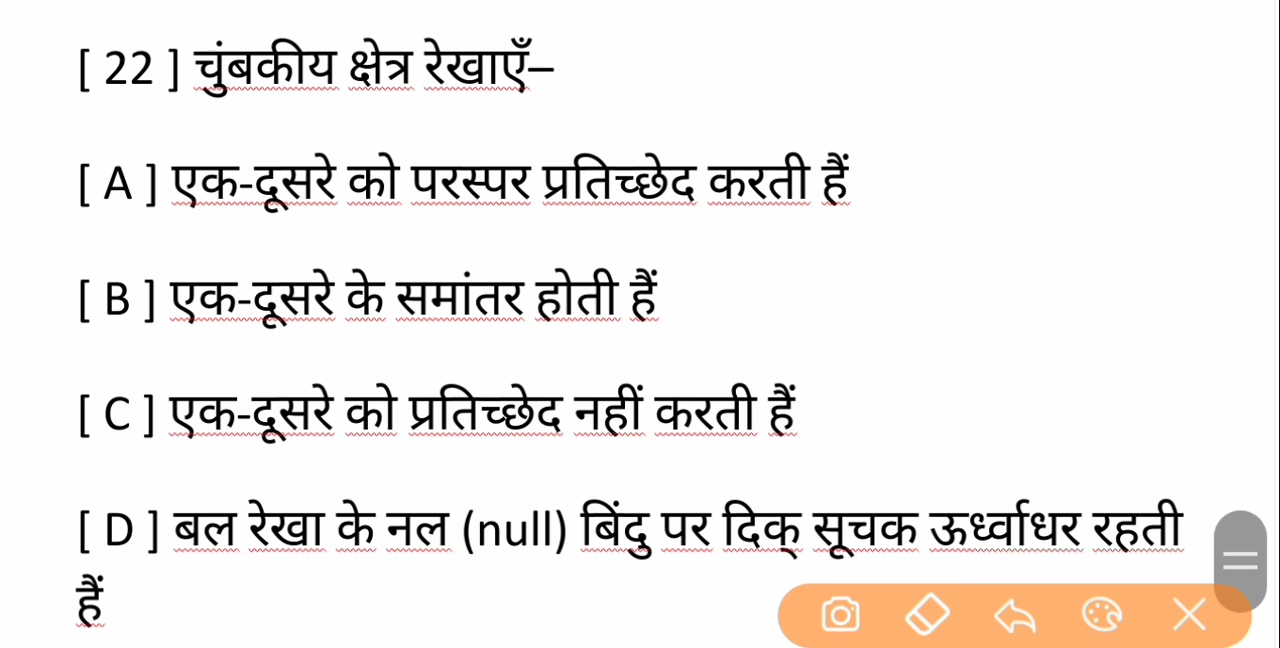 [ 22 ] चुंबकीय क्षेत्र रेखाएँ–
[ A ] एक-दूसरे को परस्पर प्रतिच्छेद करती हैं
[ B ] एक-दूसरे के समांतर होती हैं
[ C ] एक-दूसरे को प्रतिच्छेद नहीं करती हैं
[ D ] बल रेखा के नल (null) बिंदु पर दिक् सूचक ऊर्ध्वाधर रहती
हैं